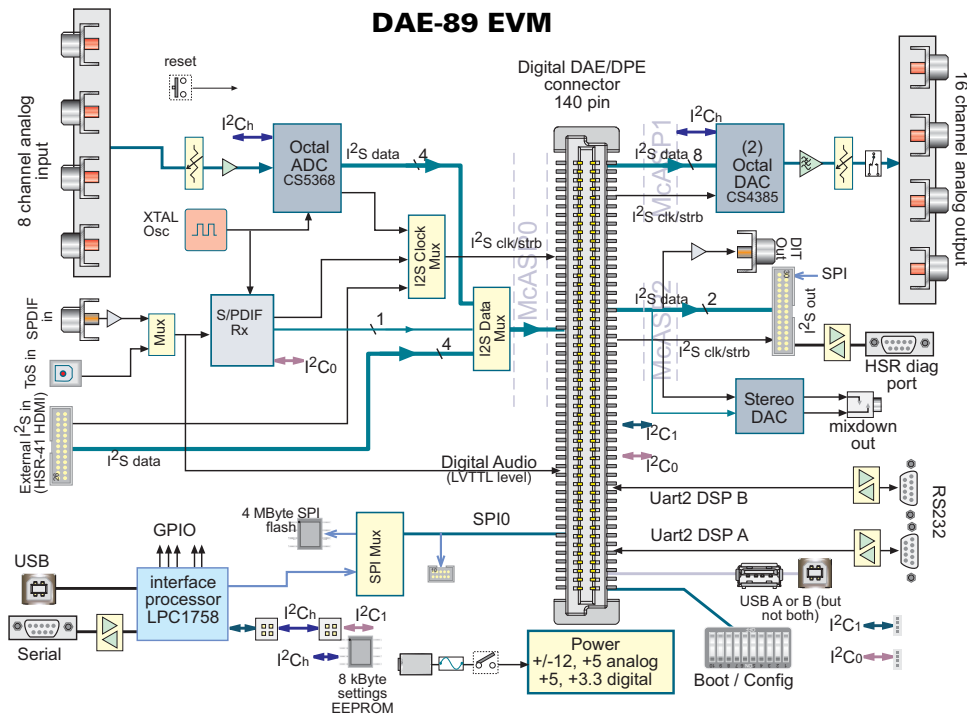 DAE-89 EVM
8 channel analog
input
reset
I²Ch
Octal
ADC
CS5368
I²S data
4
XTAL
Osc
I2S Clock
Mux
I²S clk/strb
McASP0
Digital DAE/DPE
connector
140 pin
McASP1
I²Ch
I²S data
8
I²S clk/strb
(2)
Octal
DAC
CS4385
16 channel analog output
SPDIF
in
Mux
S/PDIF
Rx
1
I²C0
I2S Data
Mux
ToS in
4
External I²S in
(HSR-41 HDMI)
26
I²S data
Digital Audio
(LVTTL level)
DIT
Out
SPI
McASP2
I²S data
2
I²S clk/strb
I²S out
HSR diag
port
Stereo
DAC
mixdown
out
I²C1
I²C0
Uart2 DSP B
Uart2 DSP A
RS232
4 MByte SPI
flash
SPI Mux
SPI0
GPIO
USB
interface
processor
LPC1758
Serial
I²Ch
I²C1
I²Ch
8 kByte
settings
EEPROM
Power
+/-12, +5 analog
+5, +3.3 digital
USB A or B (but
not both)
Boot / Config
I²C1
I²C0